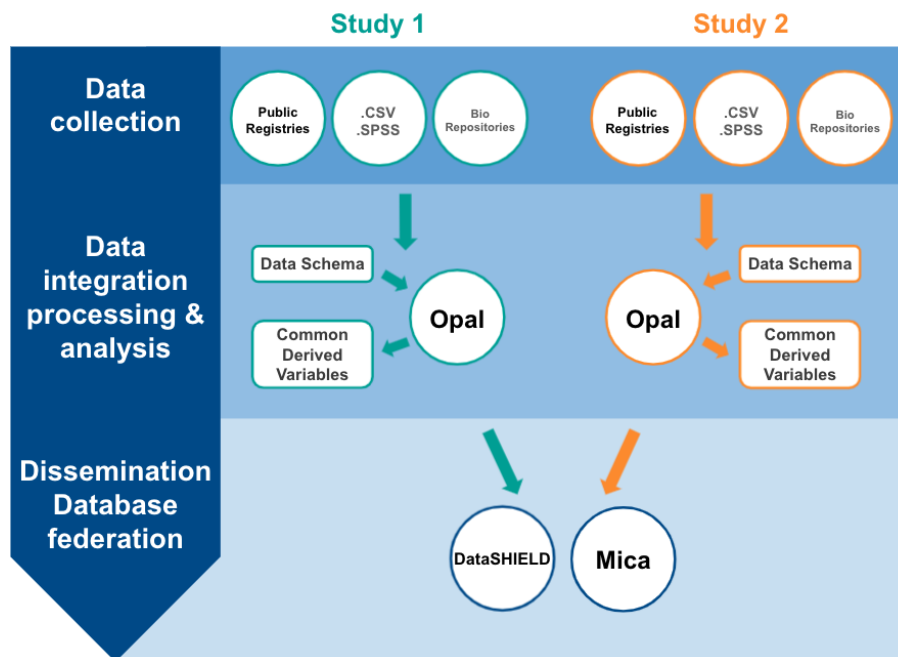 Study 1
Study 2
Data
collection
Public
Registries
.CSV
.SPSS
Bio
Repositories
Public
Registries
.CSV
.SPSS
Bio
Repositories
Data
integration
processing &
analysis
Data Schema
Opal
Common
Derived
Variables
Data Schema
Opal
Common
Derived
Variables
Dissemination
Database
federation
DataSHIELD
Mica